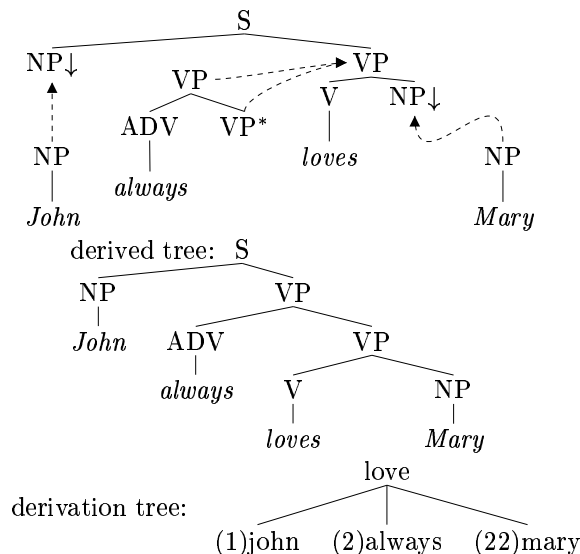 S
NP↓ VP VP
V NP↓
ADV VP*
NP loves NP
always
John Mary
derived tree: S
NP VP
John ADV VP
always V NP
loves Mary
love
derivation tree:
(1)john (2)always (22)mary